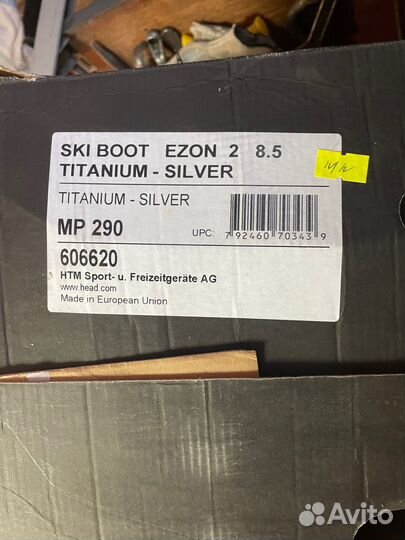 SKI BOOT EZON 2 8.5
TITANIUM - SILVER
TITANIUM - SILVER
MP 290
UPC: 7 92460 70343 9
606620
HTM Sport- u. Freizeitgeräte AG
www.head.com
Made in European Union
Avito